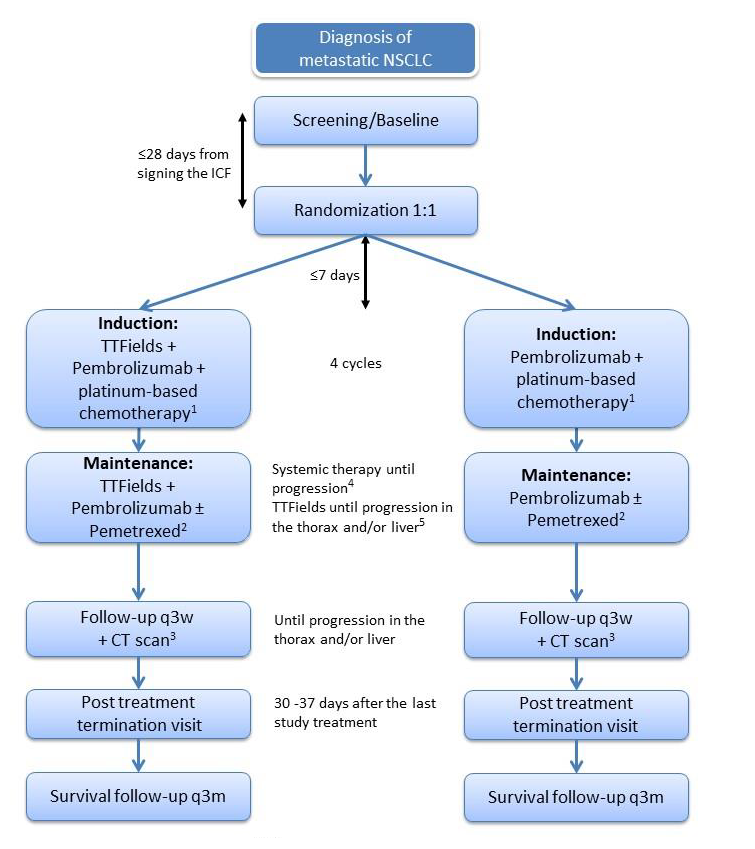 Diagnosis of
metastatic NSCLC
Screening/Baseline
≤28 days from
signing the ICF
Randomization 1:1
≤7 days
Induction:
TTFields +
Pembrolizumab +
platinum-based
chemotherapy¹
4 cycles
Induction:
Pembrolizumab +
platinum-based
chemotherapy¹
Maintenance:
TTFields +
Pembrolizumab ±
Pemetrexed²
Systemic therapy until
progression⁴
TTFields until progression in
the thorax and/or liver⁵
Maintenance:
Pembrolizumab ±
Pemetrexed²
Follow-up q3w
+ CT scan³
Until progression in the
thorax and/or liver
Follow-up q3w
+ CT scan³
Post treatment
termination visit
30 -37 days after the last
study treatment
Post treatment
termination visit
Survival follow-up q3m
Survival follow-up q3m